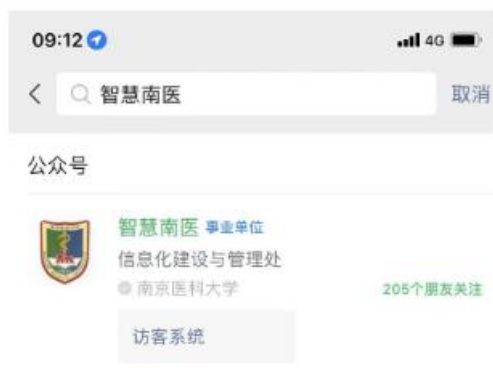 09:12
4G
智慧南医
取消
公众号
智慧南医 事业单位
信息化建设与管理处
南京医科大学
205个朋友关注
访客系统